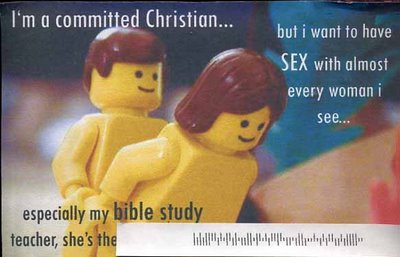 I'm a committed Christian...
but i want to have
SEX with almost
every woman i
see...
especially my bible study
teacher, she's the